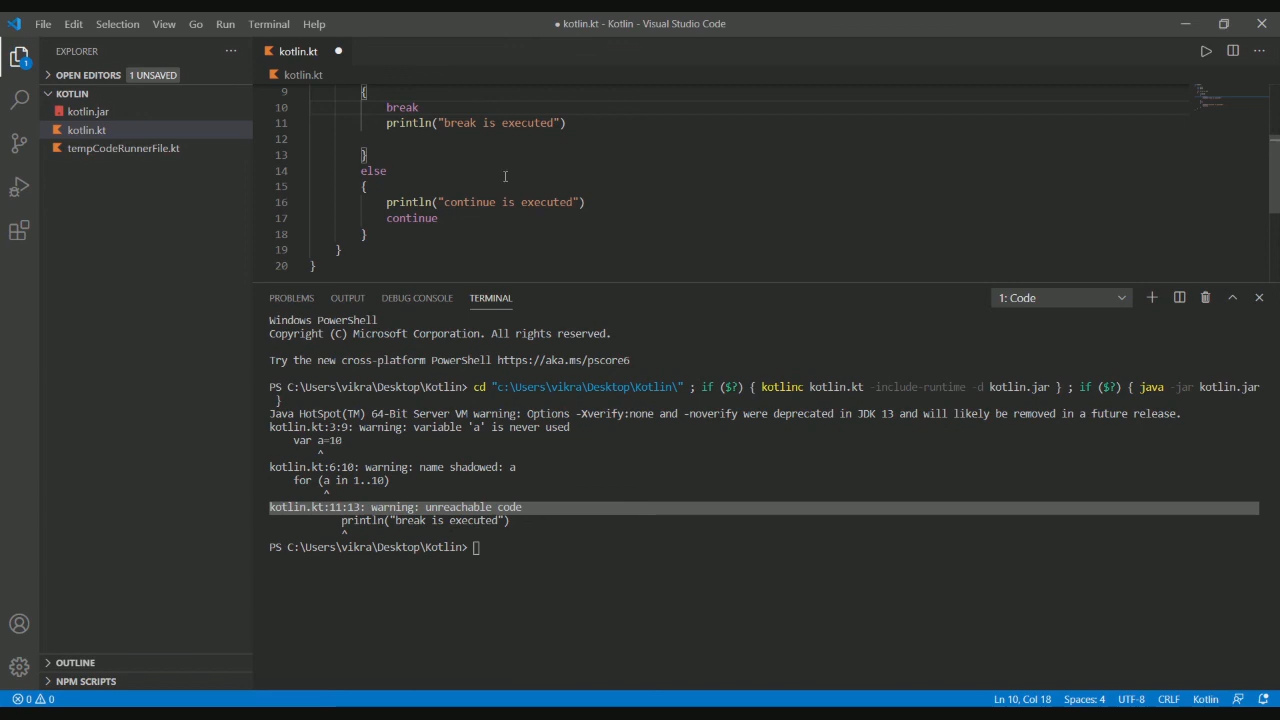 File Edit Selection View Go Run Terminal Help
● kotlin.kt - Kotlin - Visual Studio Code
EXPLORER
1
OPEN EDITORS 1 UNSAVED
KOTLIN
kotlin.jar
kotlin.kt
tempCodeRunnerFile.kt
OUTLINE
NPM SCRIPTS
kotlin.kt
kotlin.kt
9 {
10 break
11 println("break is executed")
12
13 }
14 else
15 {
16 println("continue is executed")
17 continue
18 }
19 }
20 }
PROBLEMS OUTPUT DEBUG CONSOLE TERMINAL
1: Code
Windows PowerShell
Copyright (C) Microsoft Corporation. All rights reserved.
Try the new cross-platform PowerShell https://aka.ms/pscore6
PS C:\Users\vikra\Desktop\Kotlin> cd "c:\Users\vikra\Desktop\Kotlin\" ; if ($?) { kotlinc kotlin.kt -include-runtime -d kotlin.jar } ; if ($?) { java -jar kotlin.jar
}
Java HotSpot(TM) 64-Bit Server VM warning: Options -Xverify:none and -noverify were deprecated in JDK 13 and will likely be removed in a future release.
kotlin.kt:3:9: warning: variable 'a' is never used
var a=10
^
kotlin.kt:6:10: warning: name shadowed: a
for (a in 1..10)
^
kotlin.kt:11:13: warning: unreachable code
println("break is executed")
^
PS C:\Users\vikra\Desktop\Kotlin>
0 0
Ln 10, Col 18 Spaces: 4 UTF-8 CRLF Kotlin